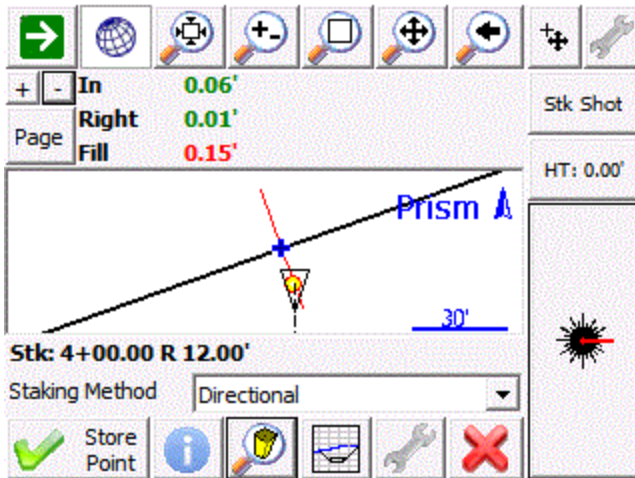 + - In 0.06'
Right 0.01'
Page
Fill 0.15'
Stk Shot
HT: 0.00'
Prism
30'
Stk: 4+00.00 R 12.00'
Staking Method Directional
Store
Point